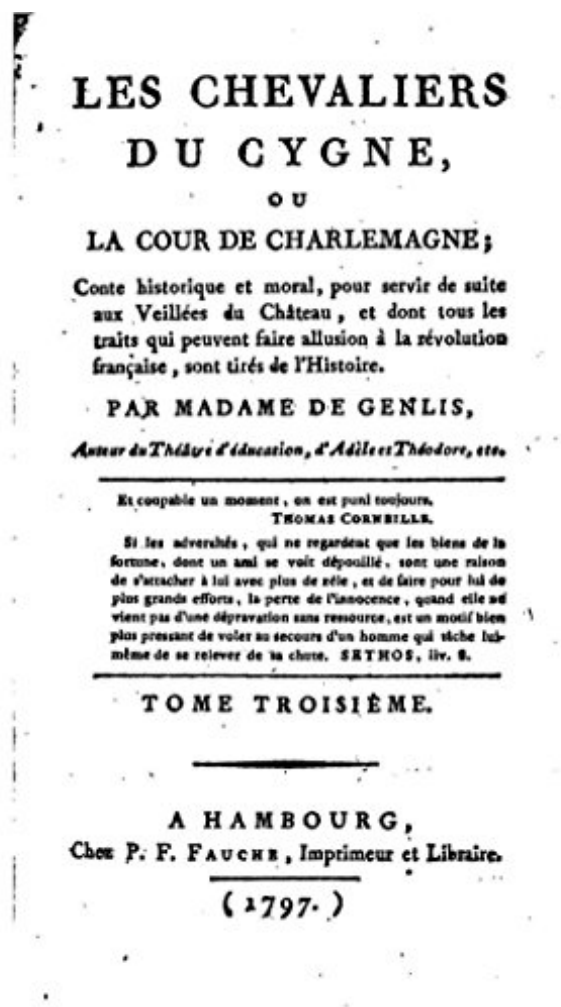 LES CHEVALIERS
DU CYGNE,
OU
LA COUR DE CHARLEMAGNE;
Conte historique et moral, pour servir de suite
aux Veillées du Château, et dont tous les
traits qui peuvent faire allusion à la révolution
française, sont tirés de l'Histoire.
PAR MADAME DE GENLIS,
Auteur du Théâtre d'éducation, d'Adèle et Théodore, etc.
Et coupable un moment, on est puni toujours.
THOMAS CORNEILLE.
Si les adversités, qui ne regardent que les biens de la
fortune, dont un ami se voit dépouillé, sont une raison
de s'attacher à lui avec plus de zèle, et de faire pour lui de
plus grands efforts, la perte de l'innocence, quand elle ne
vient pas d'une dépravation sans ressource, est un motif bien
plus pressant de voler au secours d'un homme qui tâche lui-
même de se relever de sa chute. SETHOS, liv. 8.
TOME TROISIÈME.
A HAMBOURG,
Chez P. F. FAUCHE, Imprimeur et Libraire.
(1797.)